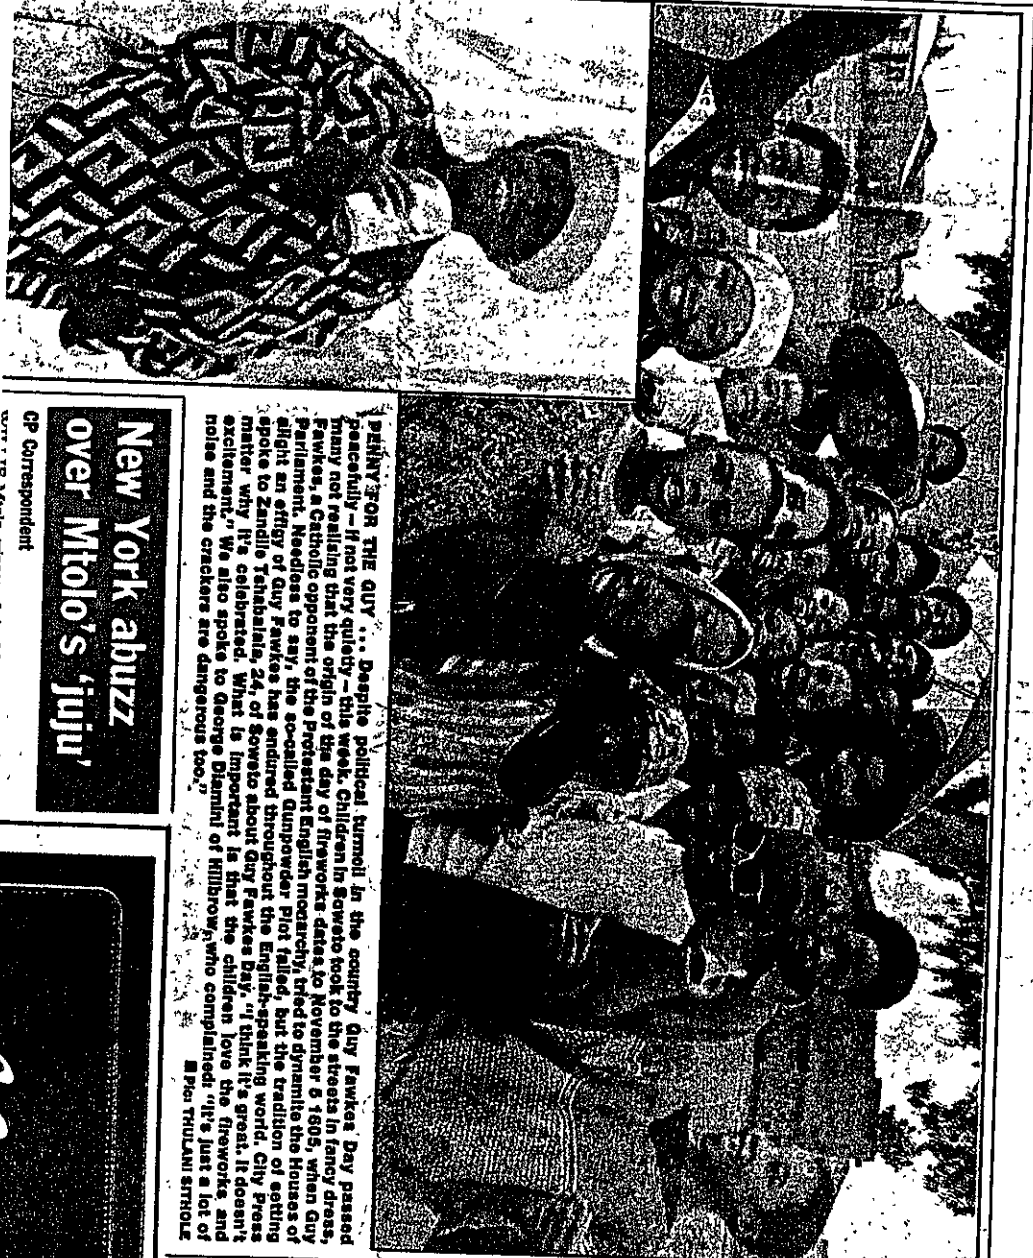 PENNY FOR THE GUY ... Despite political turmoil in the country Guy Fawkes Day passed
peacefully – if not very quietly – this week. Children in Soweto took to the streets in fancy dress,
many not realising that the origin of the day of fireworks dates to November 5 1605, when Guy
Fawkes, a Catholic opponent of the Protestant English monarchy, tried to dynamite the Houses of
Parliament. Needless to say, the so-called Gunpowder Plot failed, but the tradition of setting
alight an effigy of Guy Fawkes has endured throughout the English-speaking world. City Press
spoke to Zandile Tshabalala, 24, of Soweto about Guy Fawkes Day. "I think it's great. It doesn't
matter why it's celebrated. What is important is that the children love the fireworks and
excitement." We also spoke to George Dlamini of Hillbrow, who complained: "It's just a lot of
noise and the crackers are dangerous too."
■ Pic: THULANI SITHOLE
New York abuzz
over Mtolo's 'juju'
CP Correspondent